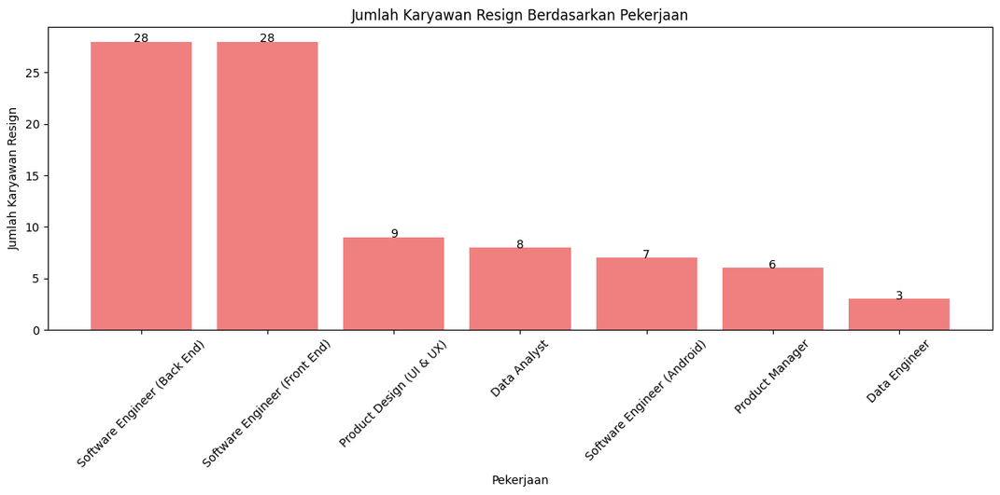 Jumlah Karyawan Resign Berdasarkan Pekerjaan
Jumlah Karyawan Resign
25
20
15
10
5
0
28
28
9
8
7
6
3
Software Engineer (Back End)
Software Engineer (Front End)
Product Design (UI & UX)
Data Analyst
Software Engineer (Android)
Product Manager
Data Engineer
Pekerjaan